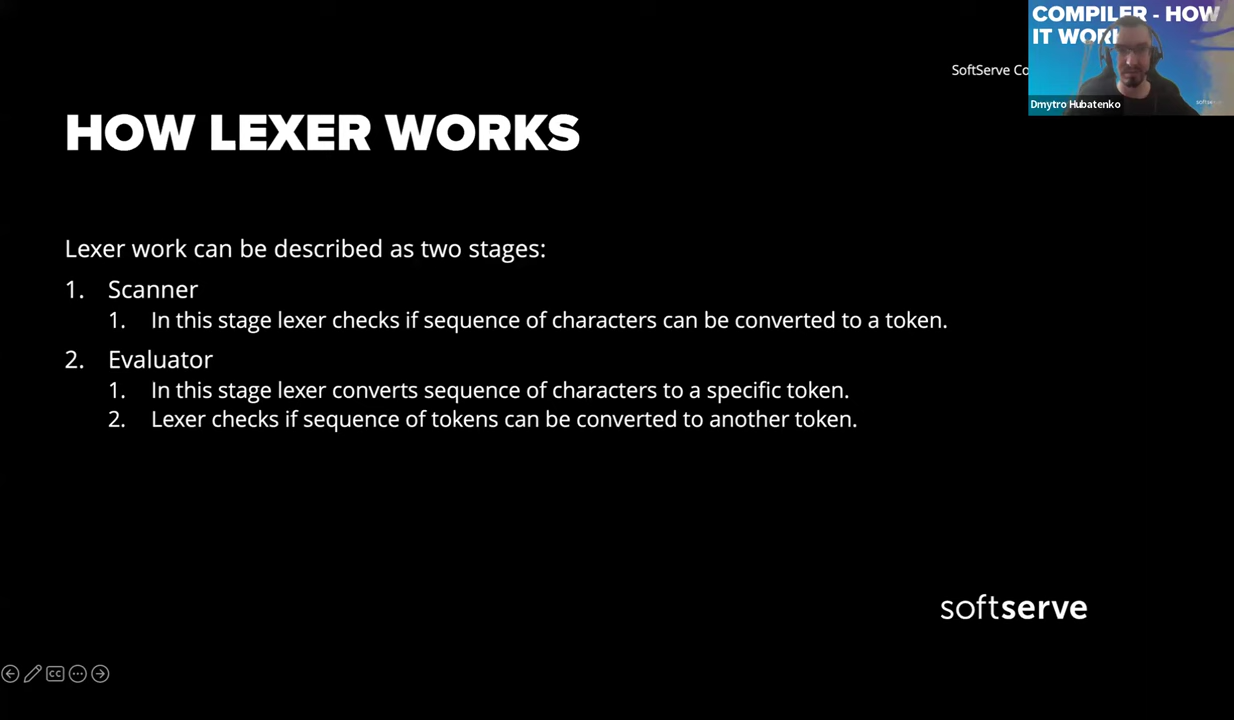 COMPILER - HOW
IT WORK
SoftServe Co
Dmytro Hubatenko
HOW LEXER WORKS
Lexer work can be described as two stages:
1. Scanner
1. In this stage lexer checks if sequence of characters can be converted to a token.
2. Evaluator
1. In this stage lexer converts sequence of characters to a specific token.
2. Lexer checks if sequence of tokens can be converted to another token.
softserve
CC